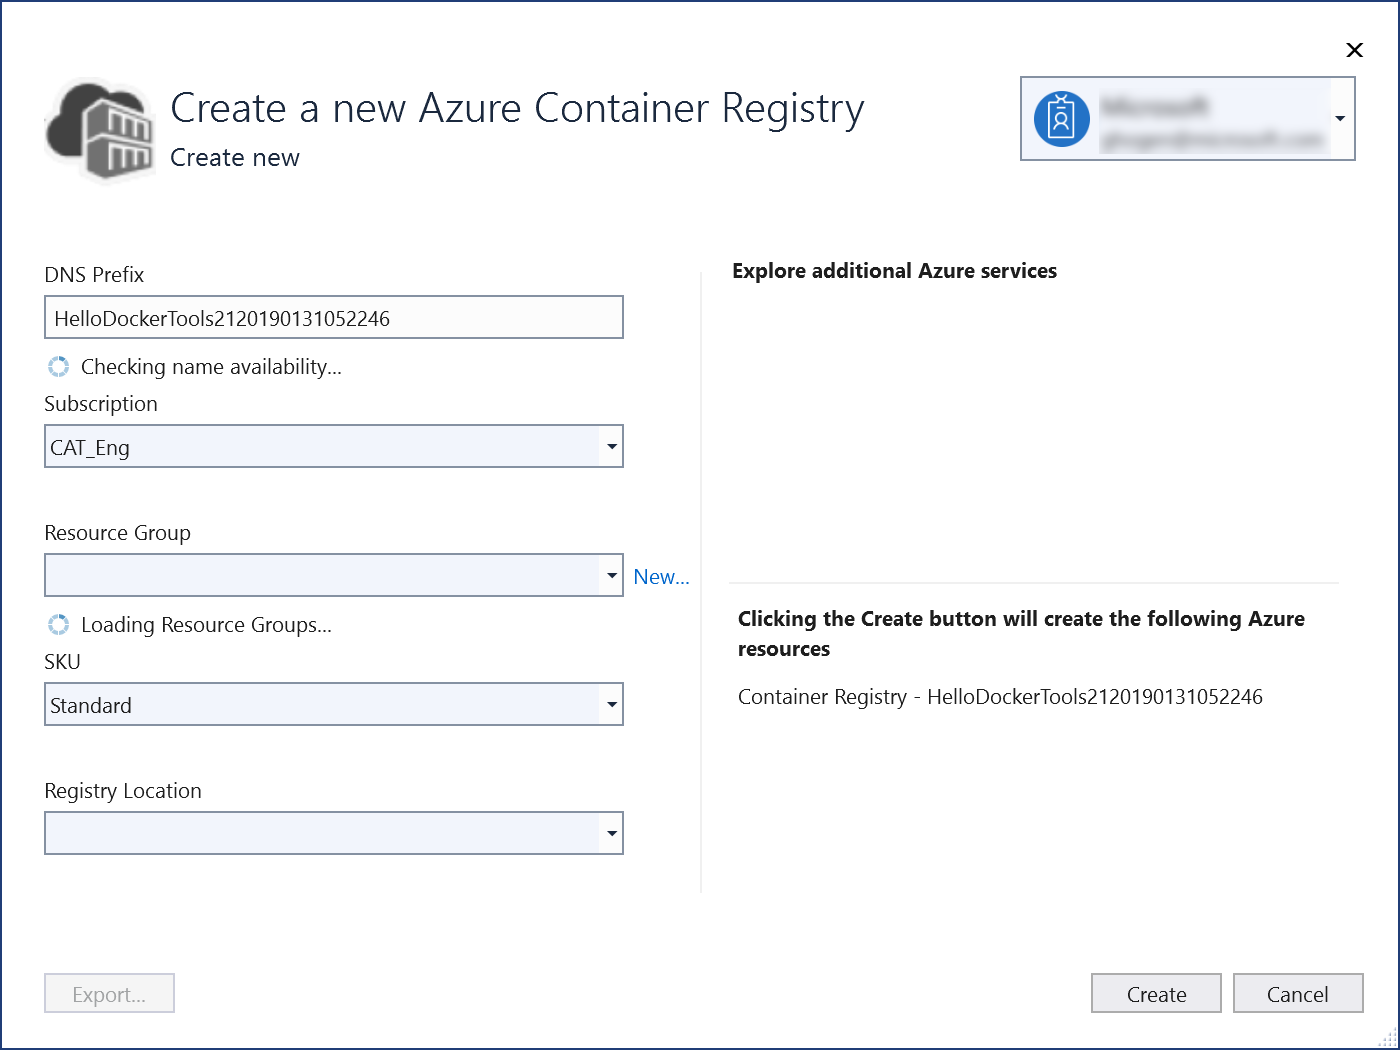 Create a new Azure Container Registry
Create new
DNS Prefix
HelloDockerTools2120190131052246
Checking name availability...
Subscription
CAT_Eng
Resource Group
New...
Loading Resource Groups...
SKU
Standard
Registry Location
Explore additional Azure services
Clicking the Create button will create the following Azure
resources
Container Registry - HelloDockerTools2120190131052246
Export...
Create
Cancel